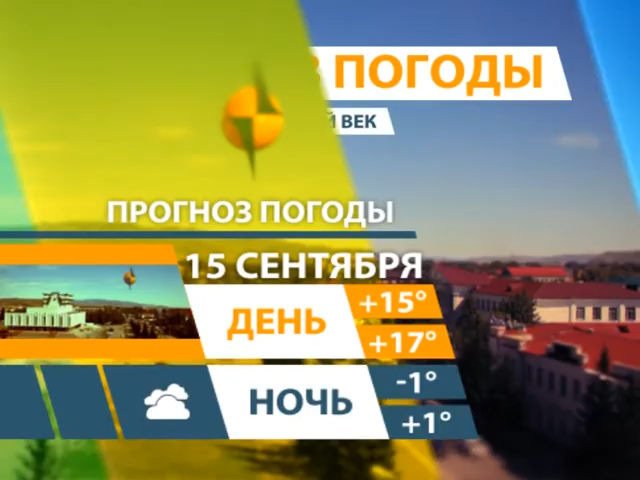 ПОГОДЫ
ВЕК
ПРОГНОЗ ПОГОДЫ
15 СЕНТЯБРЯ
ДЕНЬ
+15°
+17°
НОЧЬ
-1°
+1°